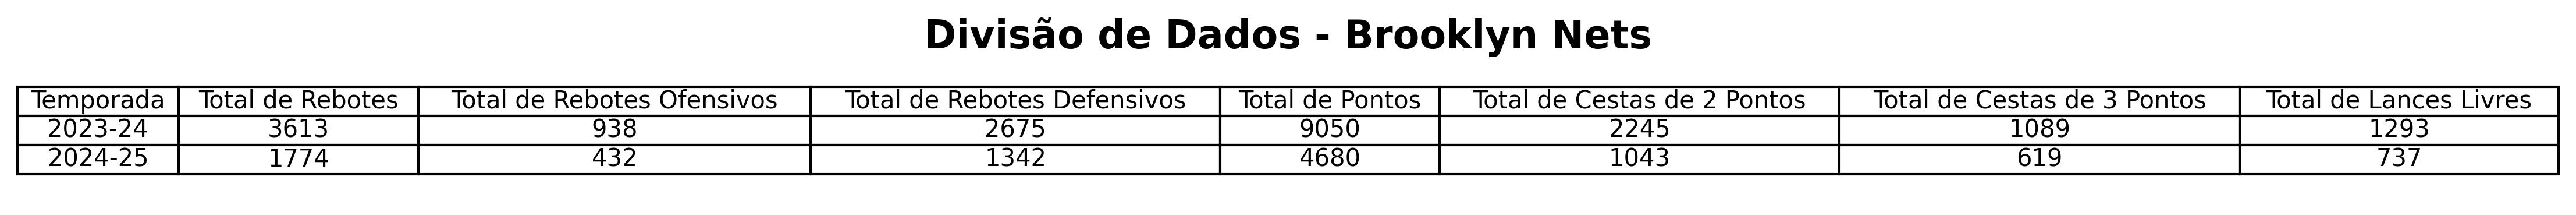 Divisão de Dados - Brooklyn Nets
Temporada Total de Rebotes Total de Rebotes Ofensivos Total de Rebotes Defensivos Total de Pontos Total de Cestas de 2 Pontos Total de Cestas de 3 Pontos Total de Lances Livres
2023-24 3613 938 2675 9050 2245 1089 1293
2024-25 1774 432 1342 4680 1043 619 737